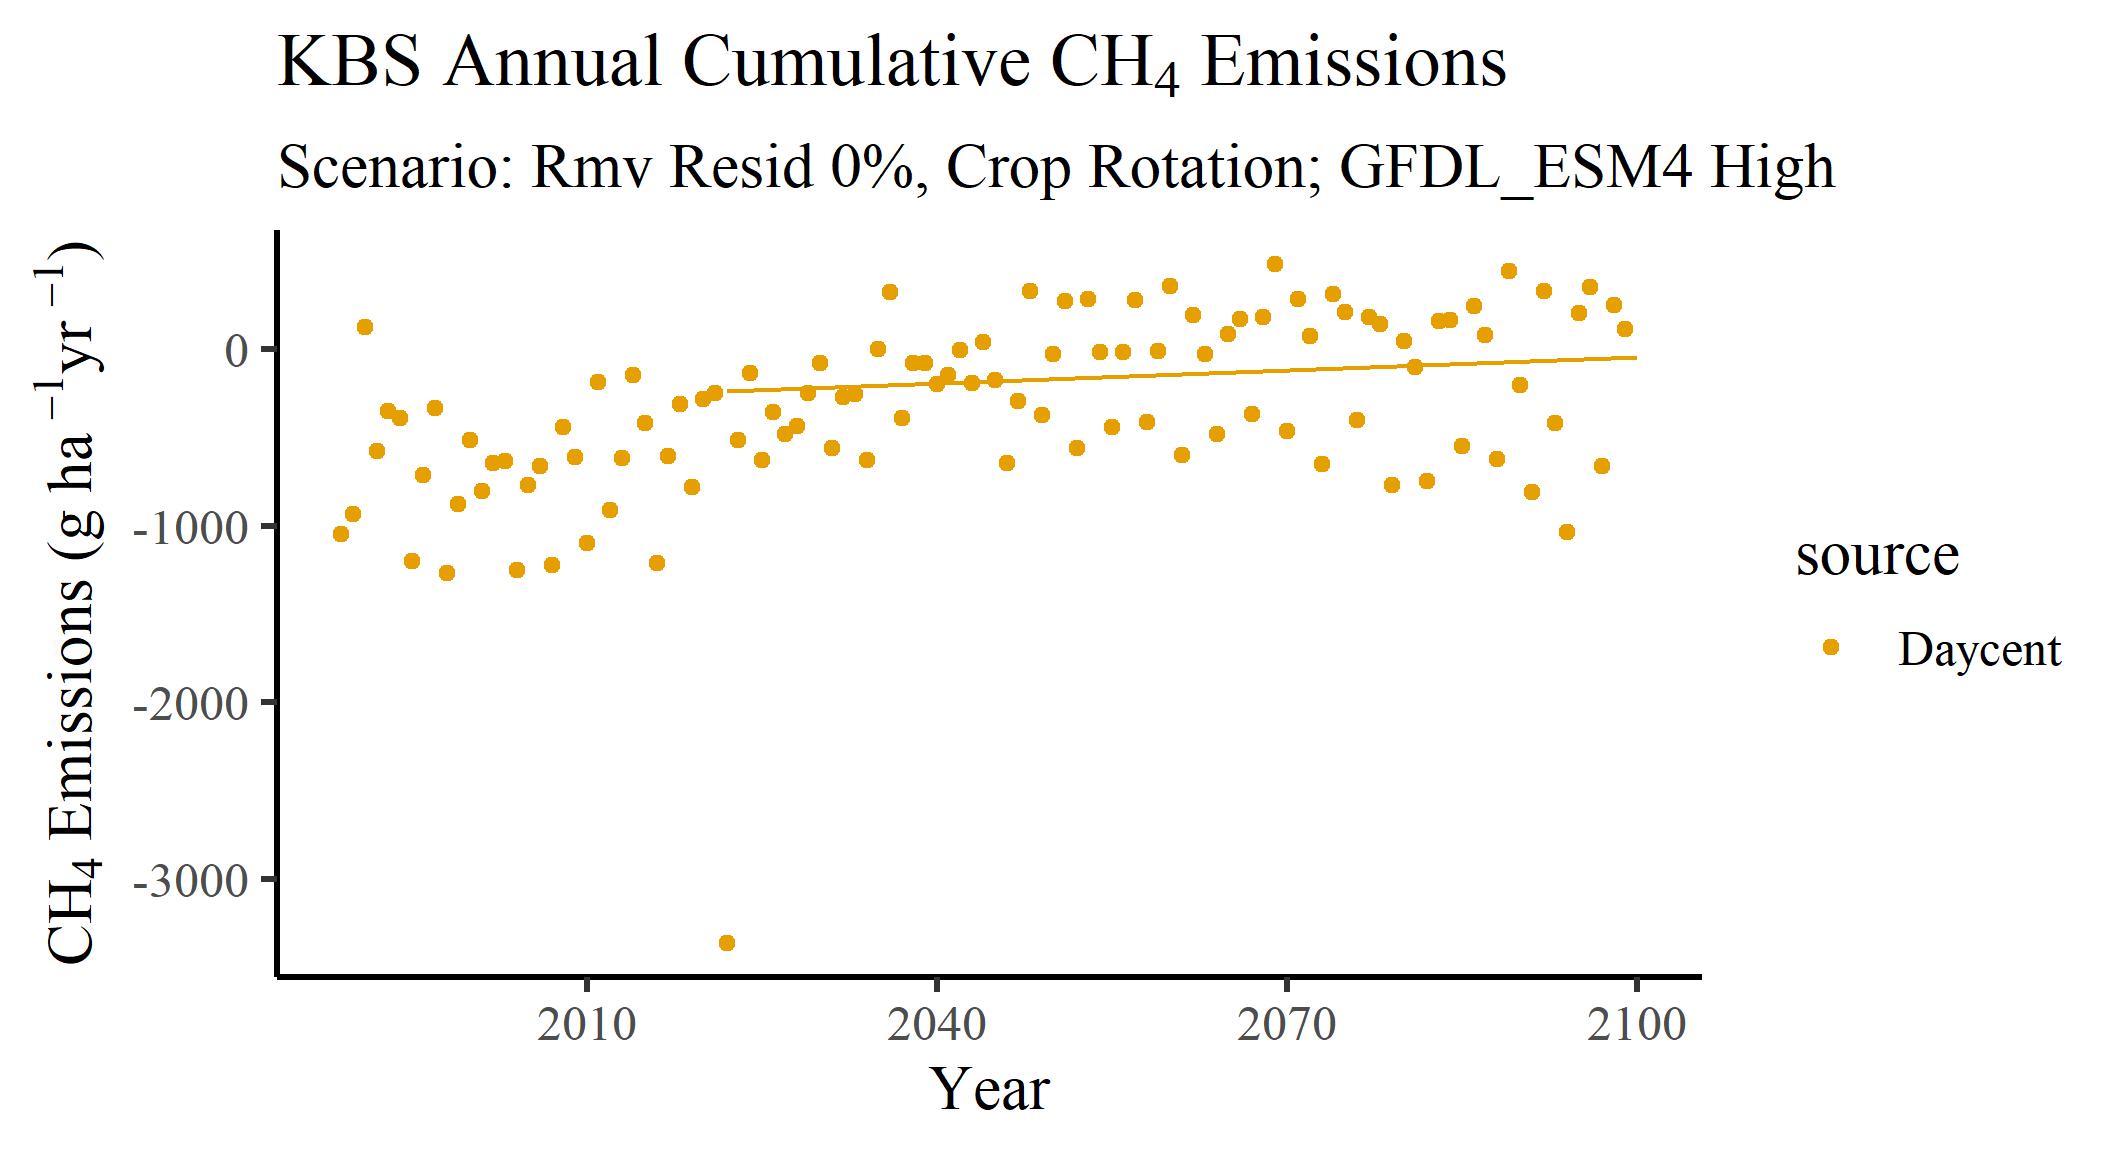 KBS Annual Cumulative CH₄ Emissions
Scenario: Rmv Resid 0%, Crop Rotation; GFDL_ESM4 High
CH₄ Emissions (g ha ⁻¹yr ⁻¹)
0
-1000
-2000
-3000
2010 2040 2070 2100
Year
source
Daycent